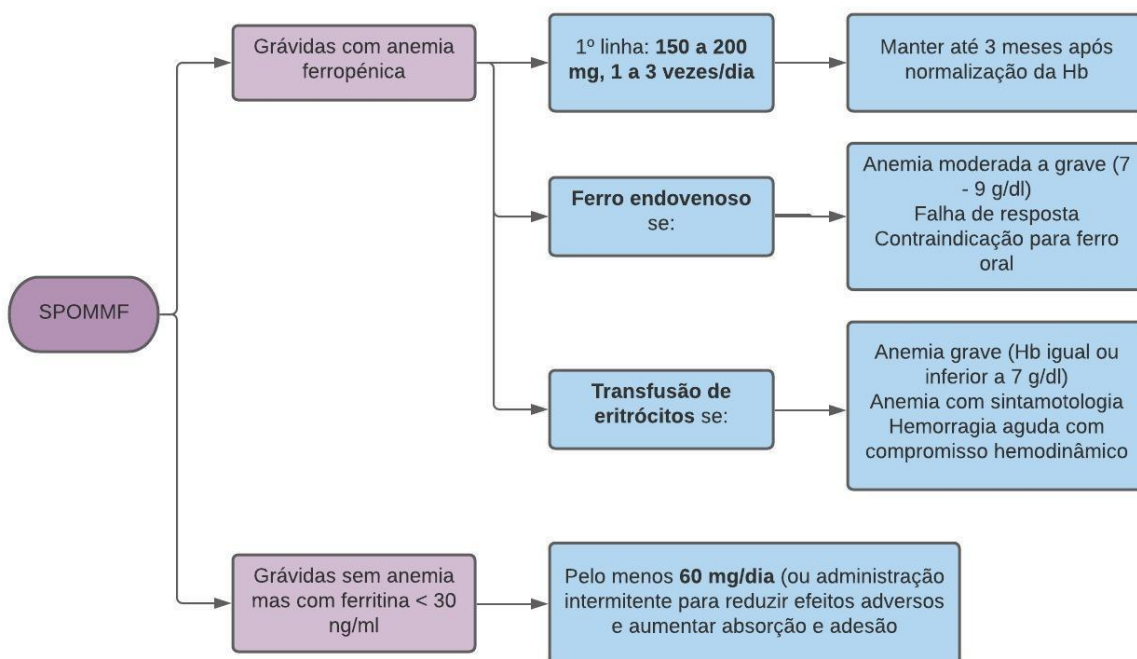 SPOMMF
Grávidas com anemia
ferropénica
1º linha: 150 a 200
mg, 1 a 3 vezes/dia
Manter até 3 meses após
normalização da Hb
Ferro endovenoso
se:
Anemia moderada a grave (7
- 9 g/dl)
Falha de resposta
Contraindicação para ferro
oral
Transfusão de
eritrócitos se:
Anemia grave (Hb igual ou
inferior a 7 g/dl)
Anemia com sintamotologia
Hemorragia aguda com
compromisso hemodinâmico
Grávidas sem anemia
mas com ferritina < 30
ng/ml
Pelo menos 60 mg/dia (ou administração
intermitente para reduzir efeitos adversos
e aumentar absorção e adesão